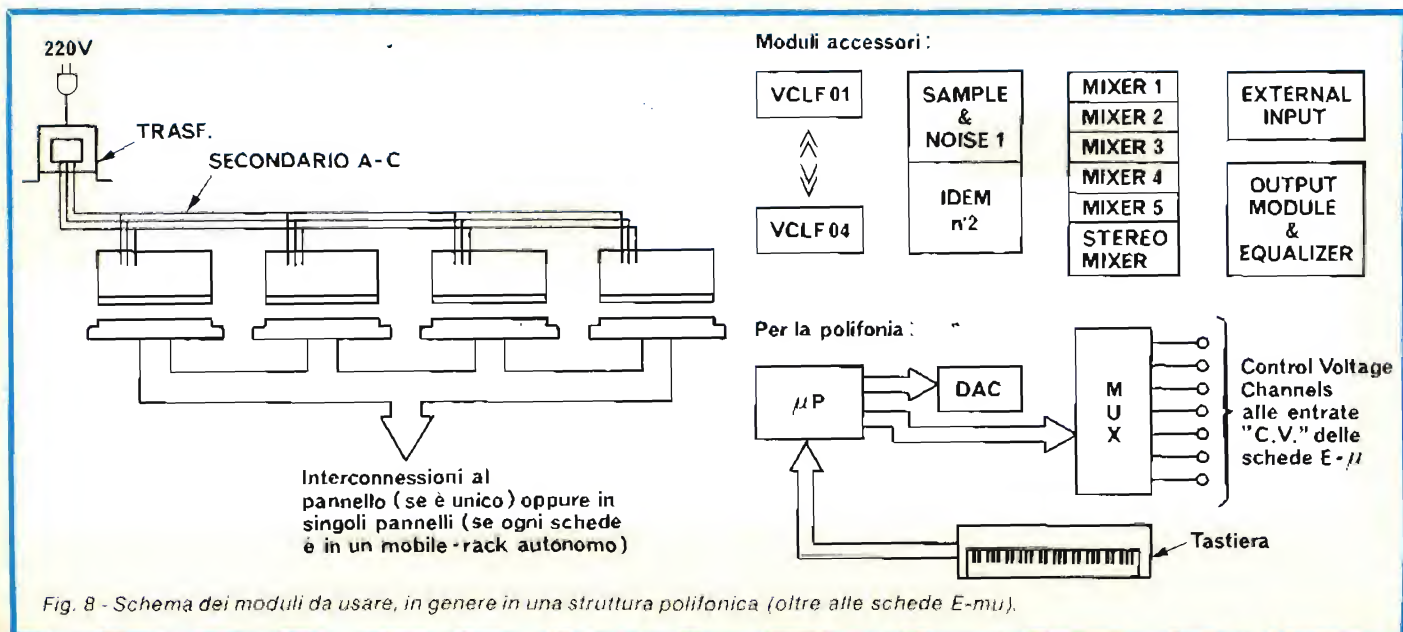 220V
TRASF.
SECONDARIO A-C
Interconnessioni al
pannello (se è unico) oppure in
singoli pannelli (se ogni schede
è in un mobile-rack autonomo)
Moduli accessori:
VCLF 01
VCLF 04
SAMPLE
&
NOISE 1
IDEM
n°2
MIXER 1
MIXER 2
MIXER 3
MIXER 4
MIXER 5
STEREO
MIXER
EXTERNAL
INPUT
OUTPUT
MODULE
&
EQUALIZER
Per la polifonia:
μP
DAC
M
U
X
Control Voltage
Channels
alle entrate
"C.V." delle
schede E-μ
Tastiera
Fig. 8 - Schema dei moduli da usare, in genere in una struttura polifonica (oltre alle schede E-mu).